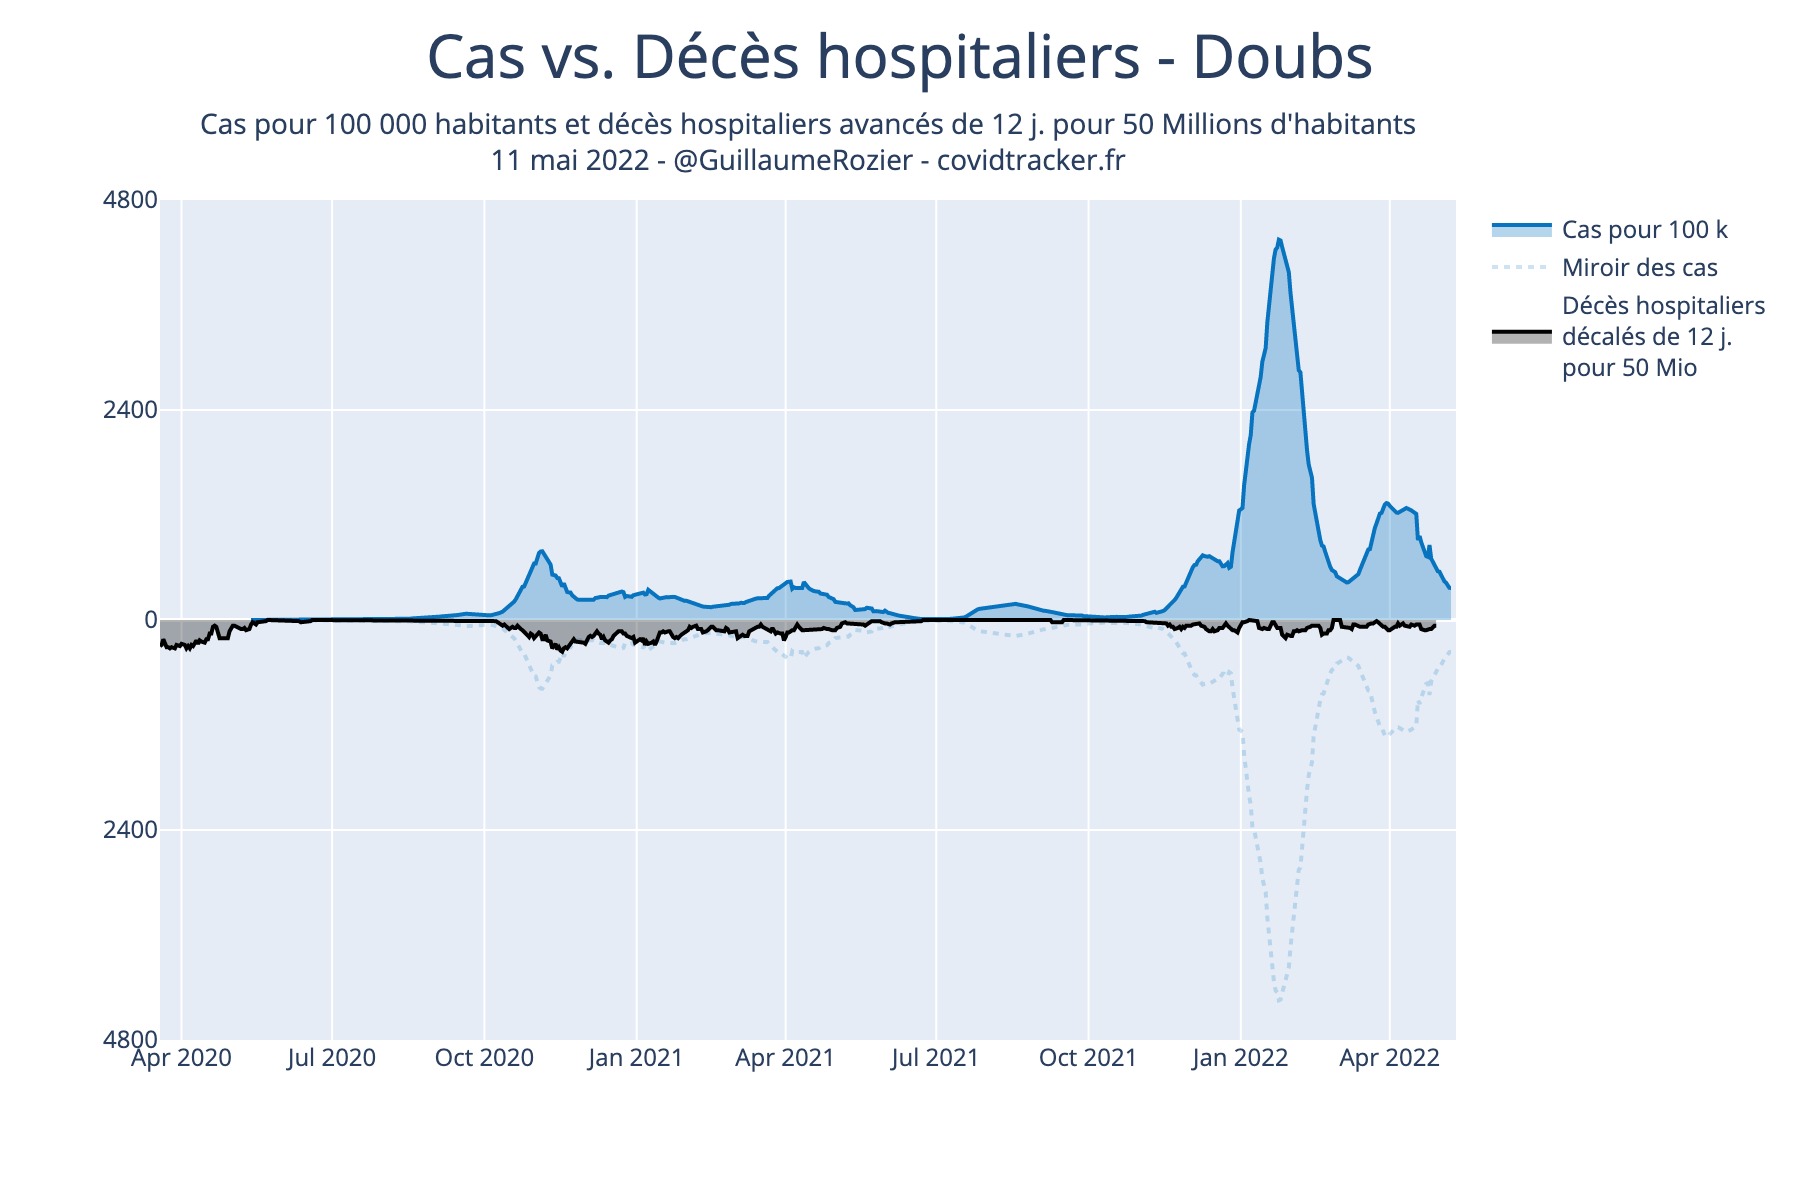 Cas vs. Décès hospitaliers - Doubs
Cas pour 100 000 habitants et décès hospitaliers avancés de 12 j. pour 50 Millions d'habitants
11 mai 2022 - @GuillaumeRozier - covidtracker.fr
4800
2400
0
2400
4800
Apr 2020
Jul 2020
Oct 2020
Jan 2021
Apr 2021
Jul 2021
Oct 2021
Jan 2022
Apr 2022
Cas pour 100 k
Miroir des cas
Décès hospitaliers
décalés de 12 j.
pour 50 Mio